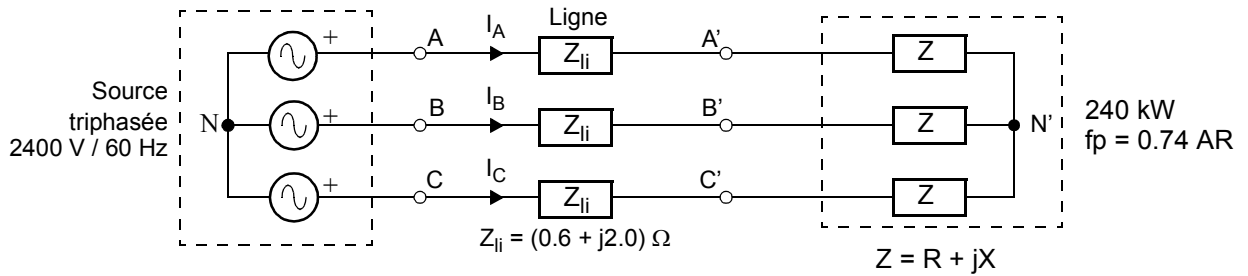 Ligne
A
I_A
Z_li
A’
Z
+
Source
triphasée
2400 V / 60 Hz
N
+
B
I_B
Z_li
B’
Z
N’
240 kW
fp = 0.74 AR
+
C
I_C
Z_li
C’
Z
Z_li = (0.6 + j2.0) Ω
Z = R + jX